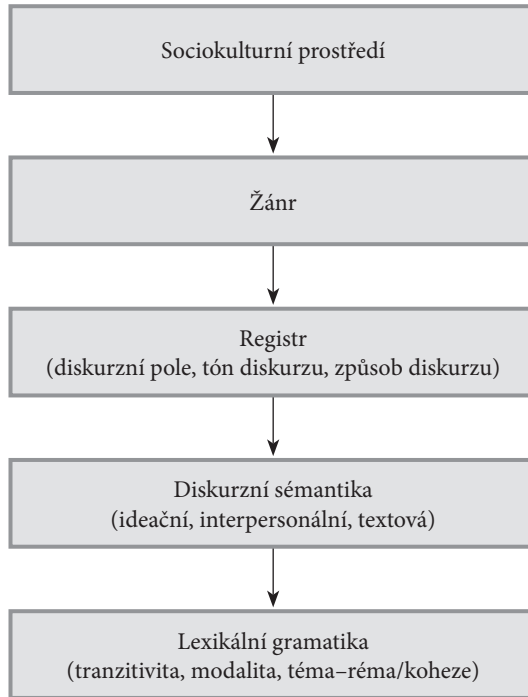 Sociokulturní prostředí
Žánr
Registr
(diskurzní pole, tón diskurzu, způsob diskurzu)
Diskurzní sémantika
(ideační, interpersonální, textová)
Lexikální gramatika
(tranzitivita, modalita, téma–réma/koheze)